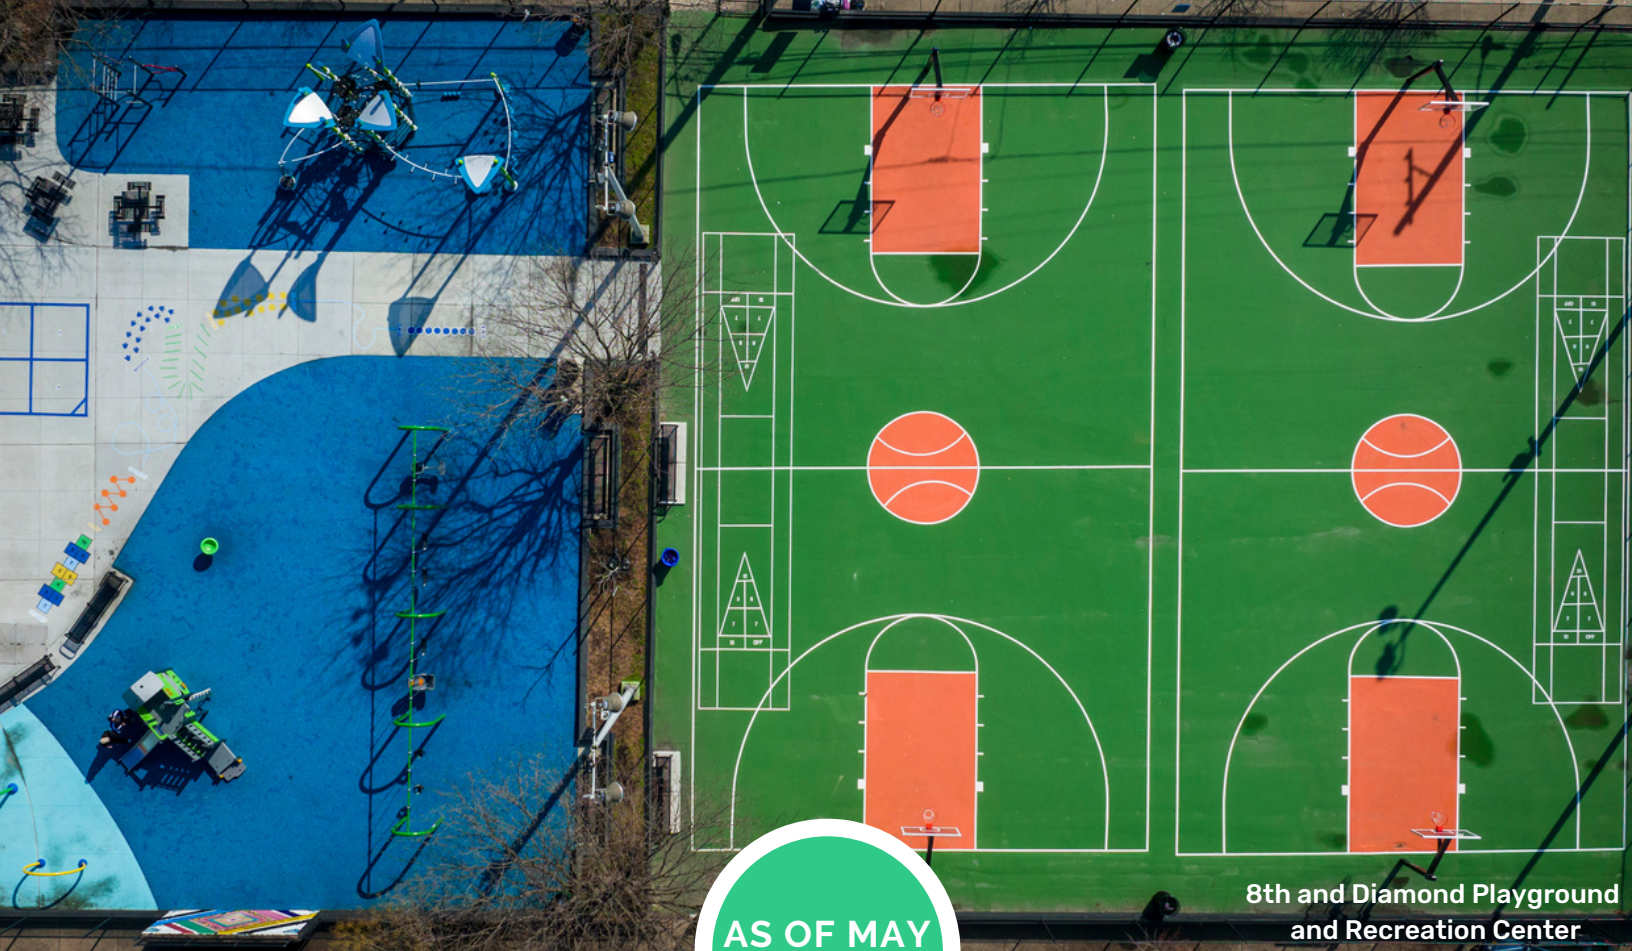 AS OF MAY
8th and Diamond Playground
and Recreation Center